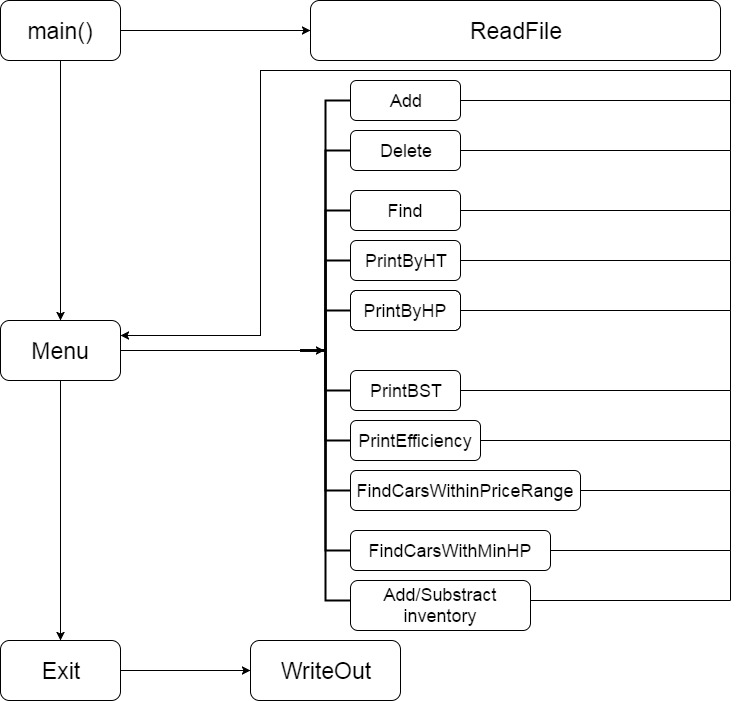 main()
ReadFile
Add
Delete
Find
PrintByHT
PrintByHP
Menu
PrintBST
PrintEfficiency
FindCarsWithinPriceRange
FindCarsWithMinHP
Add/Substract
inventory
Exit
WriteOut